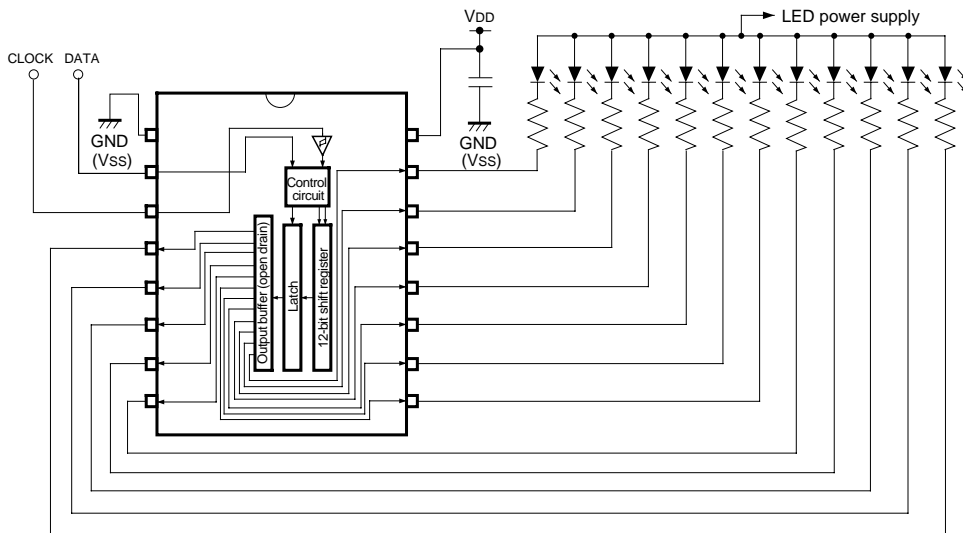 VDD
LED power supply
CLOCK DATA
GND
(VSS)
GND
(VSS)
Control
circuit
Output buffer (open drain)
Latch
12-bit shift register